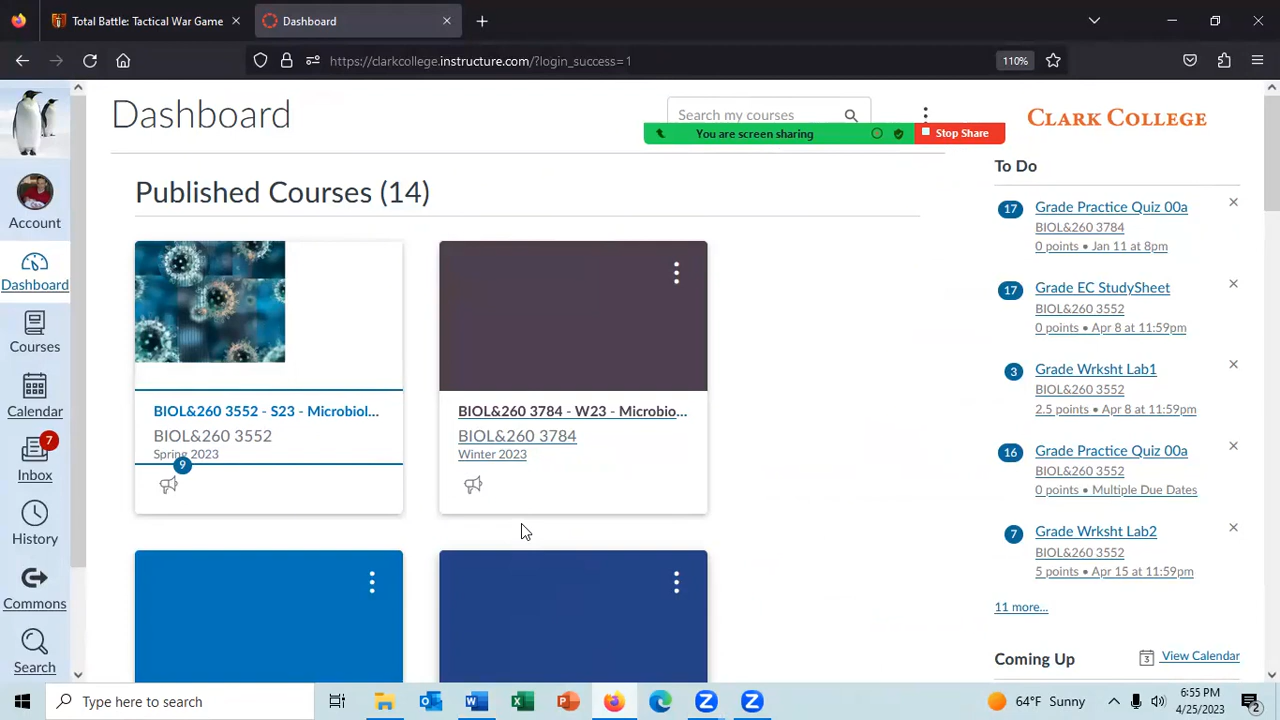 Total Battle: Tactical War Game
Dashboard
https://clarkcollege.instructure.com/?login_success=1
110%
Dashboard
Search my courses
You are screen sharing
Stop Share
CLARK COLLEGE
Account
Dashboard
Courses
Calendar
7
Inbox
History
Commons
Search
Published Courses (14)
BIOL&260 3552 - S23 - Microbiol...
BIOL&260 3552
Spring 2023
9
BIOL&260 3784 - W23 - Microbio...
BIOL&260 3784
Winter 2023
To Do
17
Grade Practice Quiz 00a
BIOL&260 3784
0 points • Jan 11 at 8pm
17
Grade EC StudySheet
BIOL&260 3552
0 points • Apr 8 at 11:59pm
3
Grade Wrksht Lab1
BIOL&260 3552
2.5 points • Apr 8 at 11:59pm
16
Grade Practice Quiz 00a
BIOL&260 3552
0 points • Multiple Due Dates
7
Grade Wrksht Lab2
BIOL&260 3552
5 points • Apr 15 at 11:59pm
11 more...
Coming Up
3
View Calendar
Type here to search
64°F Sunny
6:55 PM
4/25/2023
2